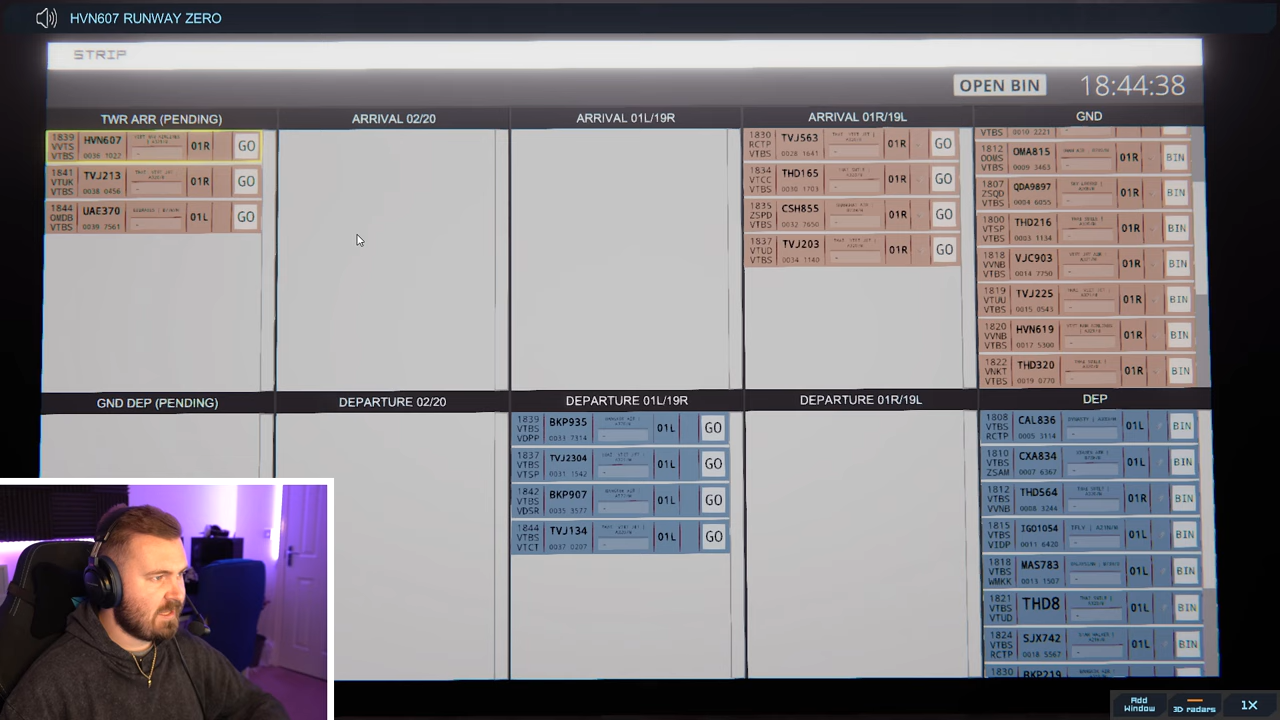 HVN607 RUNWAY ZERO
STRIP
OPEN BIN 18:44:38
TWR ARR (PENDING)
1839 VVTS VTBS HVN607 0036 1022 01R GO
1841 VTUK VTBS TVJ213 0038 0456 01R GO
1844 OMDB VTBS UAE370 0039 7561 01L GO
ARRIVAL 02/20
ARRIVAL 01L/19R
ARRIVAL 01R/19L
1830 RCTP VTBS TVJ563 0028 1641 01R GO
1834 VTCC VTBS THD165 0030 1703 01R GO
1835 ZSPD VTBS CSH855 0032 7650 01R GO
1837 VTUD VTBS TVJ203 0034 1140 01R GO
GND
VTBS 0010 2221
1812 OOMS VTBS OMA815 0009 3463 01R BIN
1807 ZSQD VTBS QDA9897 0004 6055 01R BIN
1800 VTSP VTBS THD216 0003 1134 01R BIN
1818 VVNB VTBS VJC903 0014 7750 01R BIN
1819 VTUU VTBS TVJ225 0015 0543 01R BIN
1820 VVNB VTBS HVN619 0017 5300 01R BIN
1822 VNKT VTBS THD320 0019 0770 01R BIN
GND DEP (PENDING)
DEPARTURE 02/20
DEPARTURE 01L/19R
1839 VTBS VDPP BKP935 0033 7314 01L GO
1837 VTBS VTSP TVJ2304 0031 1542 01L GO
1842 VTBS VDSR BKP907 0035 3577 01L GO
1844 VTBS VTCT TVJ134 0037 0207 01L GO
DEPARTURE 01R/19L
DEP
1808 VTBS RCTP CAL836 0005 3114 01L BIN
1810 VTBS ZSAM CXA834 0007 6367 01L BIN
1812 VTBS VVNB THD564 0008 3244 01R BIN
1815 VTBS VIDP IGO1054 0011 6420 01L BIN
1818 VTBS WMKK MAS783 0013 1507 01L BIN
1821 VTBS VTUD THD8 01L BIN
1824 VTBS RCTP SJX742 0018 5567 01L BIN
1830 BKP219 BIN
Add Window
3D radars
1X